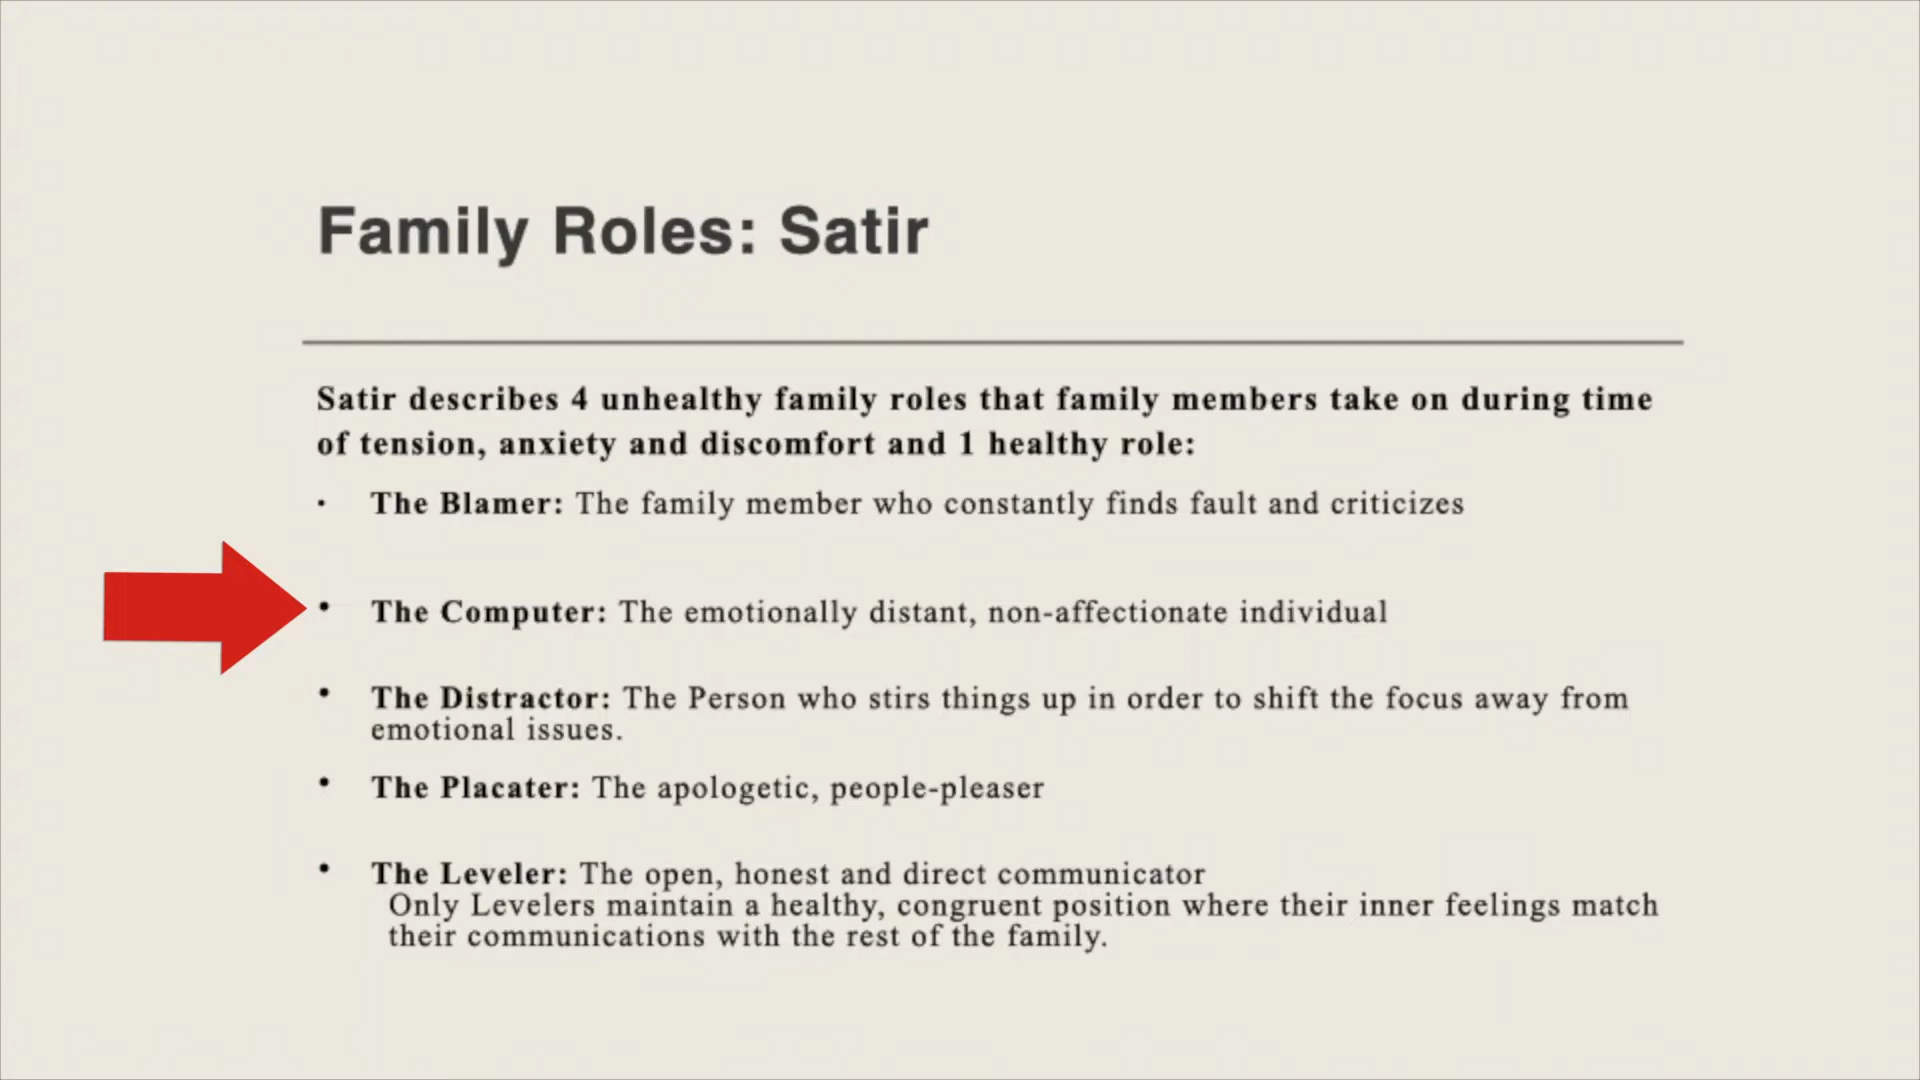 Family Roles: Satir
Satir describes 4 unhealthy family roles that family members take on during time
of tension, anxiety and discomfort and 1 healthy role:
· The Blamer: The family member who constantly finds fault and criticizes
• The Computer: The emotionally distant, non-affectionate individual
• The Distractor: The Person who stirs things up in order to shift the focus away from
emotional issues.
• The Placater: The apologetic, people-pleaser
• The Leveler: The open, honest and direct communicator
Only Levelers maintain a healthy, congruent position where their inner feelings match
their communications with the rest of the family.